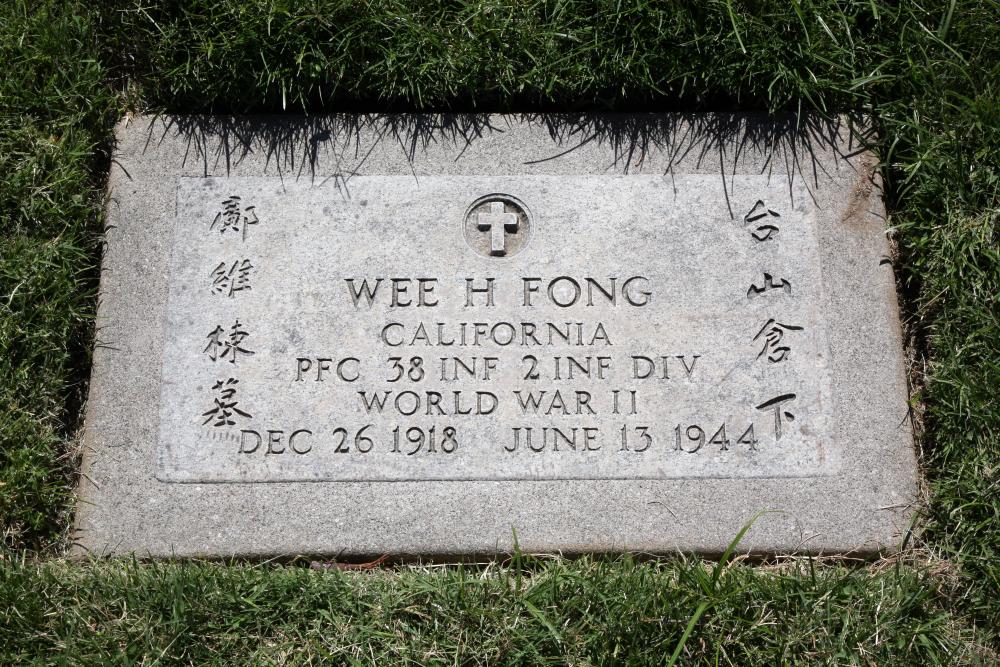 鄺維棟墓
WEE H FONG
CALIFORNIA
PFC 38 INF 2 INF DIV
WORLD WAR II
DEC 26 1918 JUNE 13 1944
台山倉下